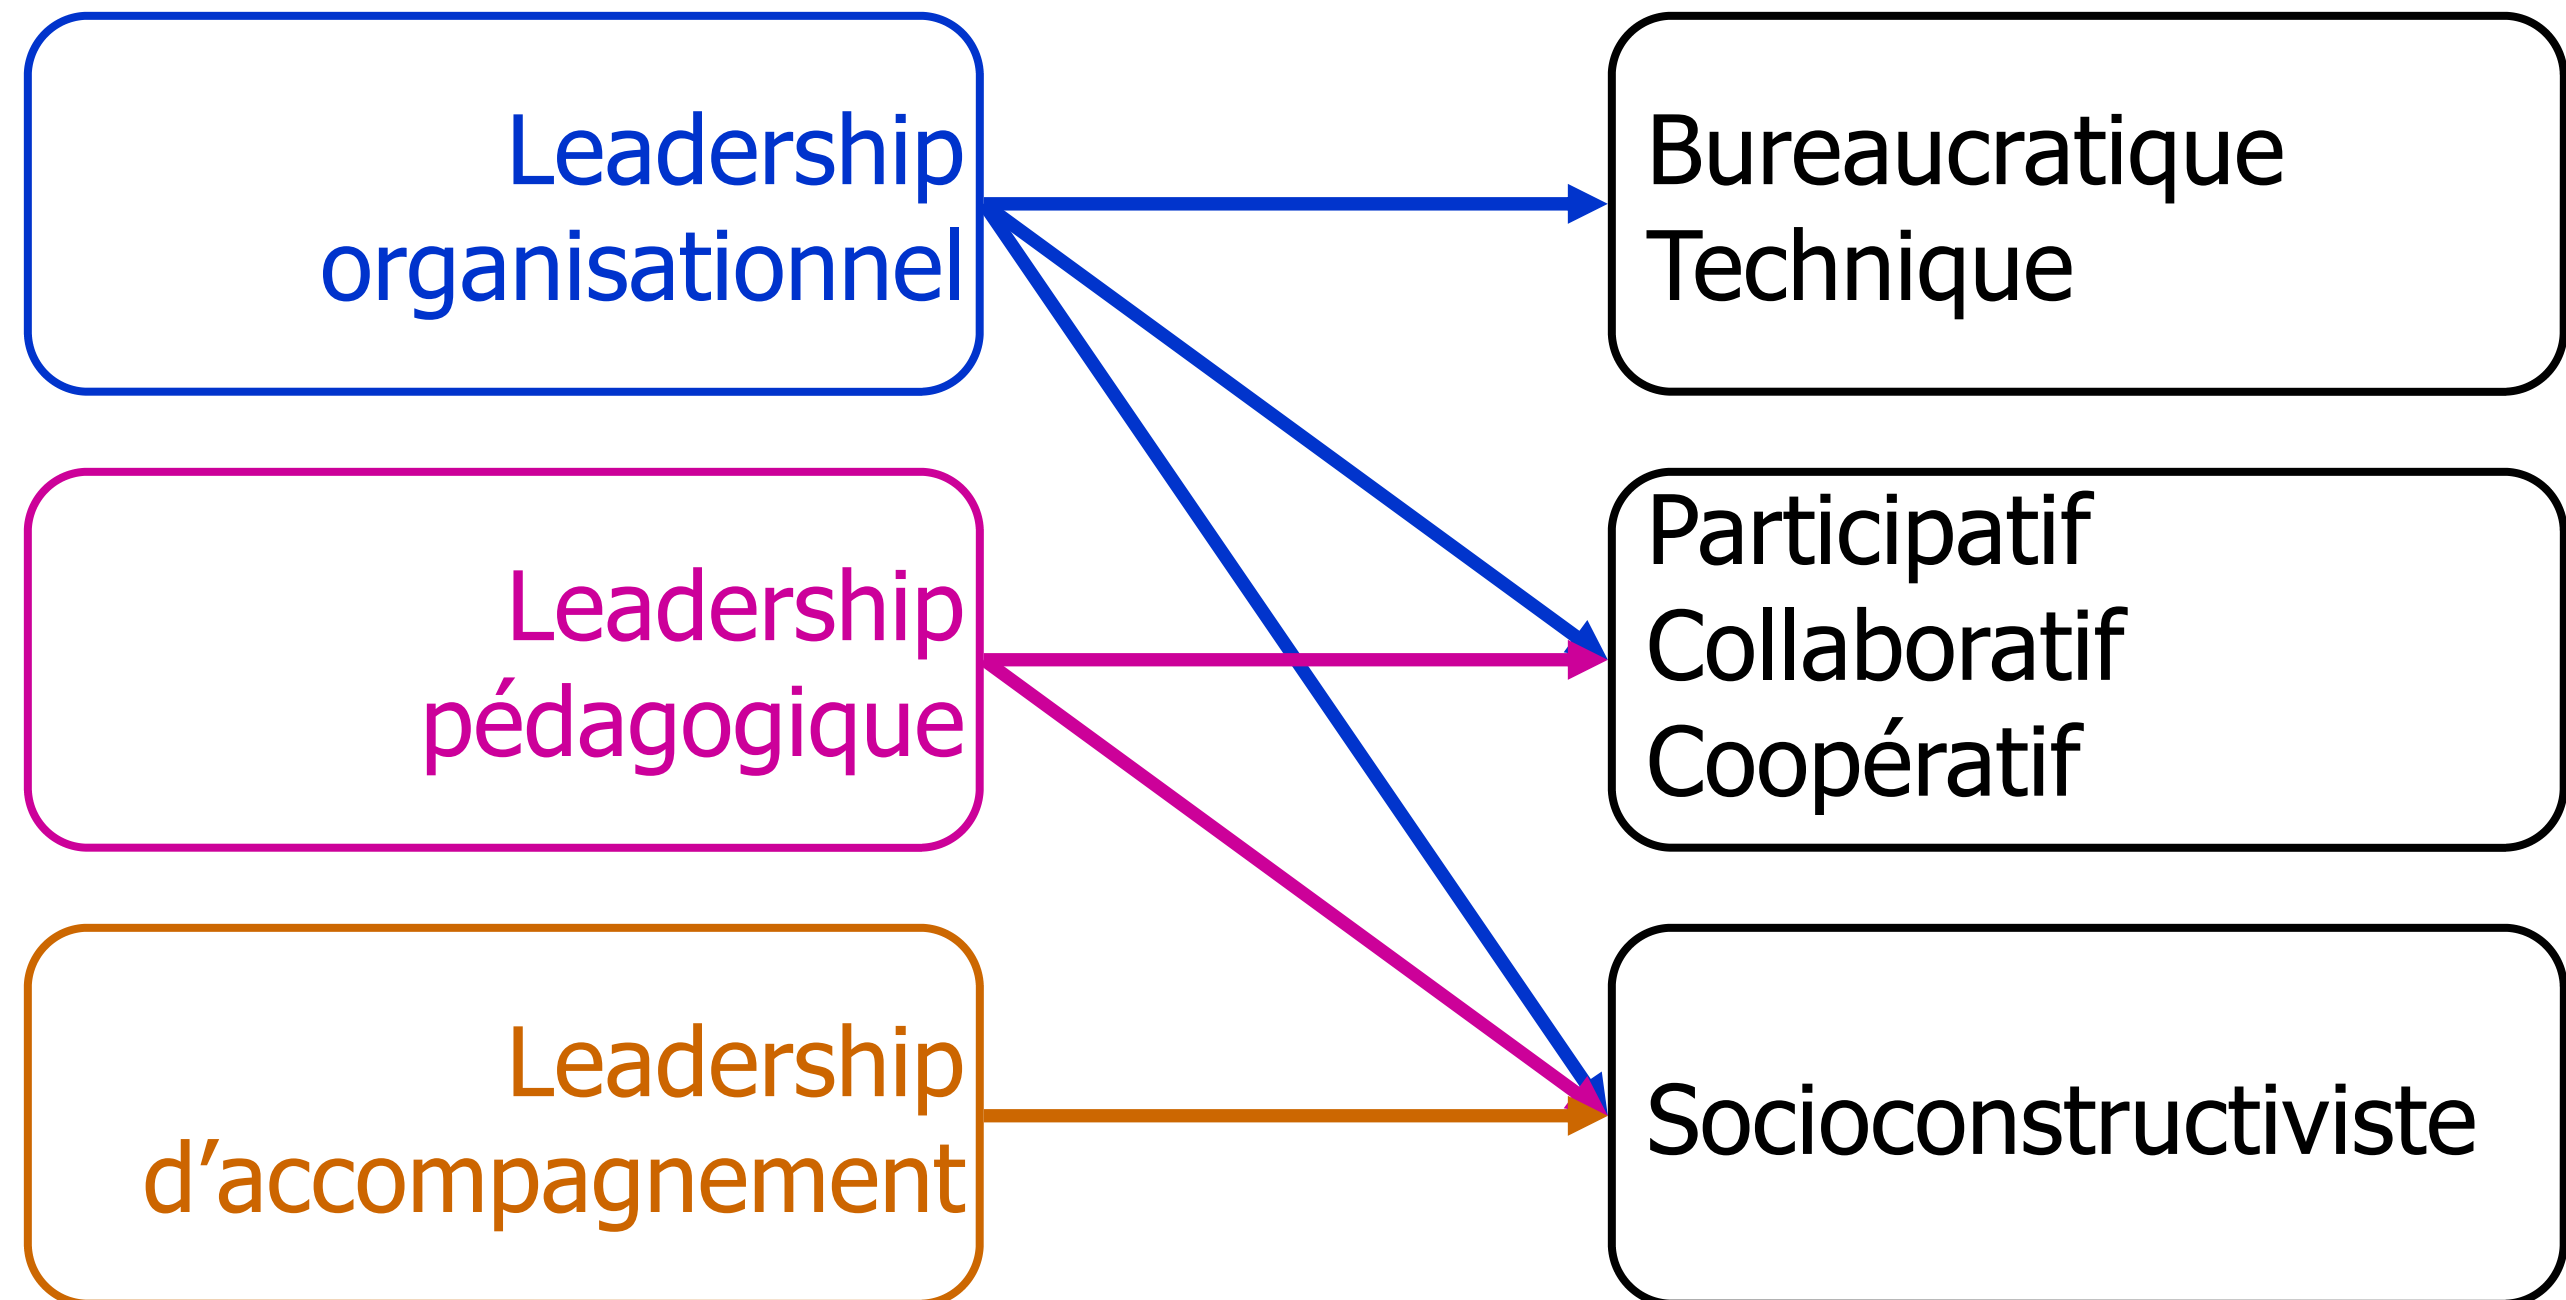 Leadership
organisationnel
Bureaucratique
Technique
Leadership
pédagogique
Participatif
Collaboratif
Coopératif
Leadership
d’accompagnement
Socioconstructiviste